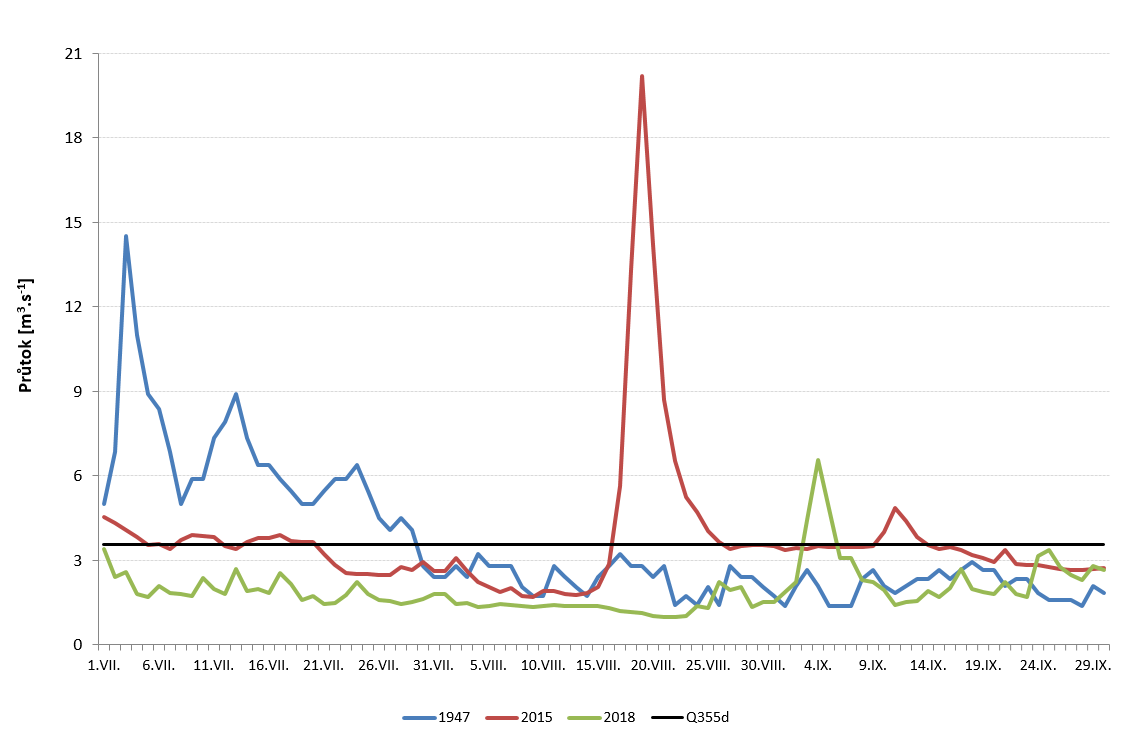 21
18
15
12
9
6
3
0
Průtok [m³.s⁻¹]
1.VII. 6.VII. 11.VII. 16.VII. 21.VII. 26.VII. 31.VII. 5.VIII. 10.VIII. 15.VIII. 20.VIII. 25.VIII. 30.VIII. 4.IX. 9.IX. 14.IX. 19.IX. 24.IX. 29.IX.
1947 2015 2018 Q355d